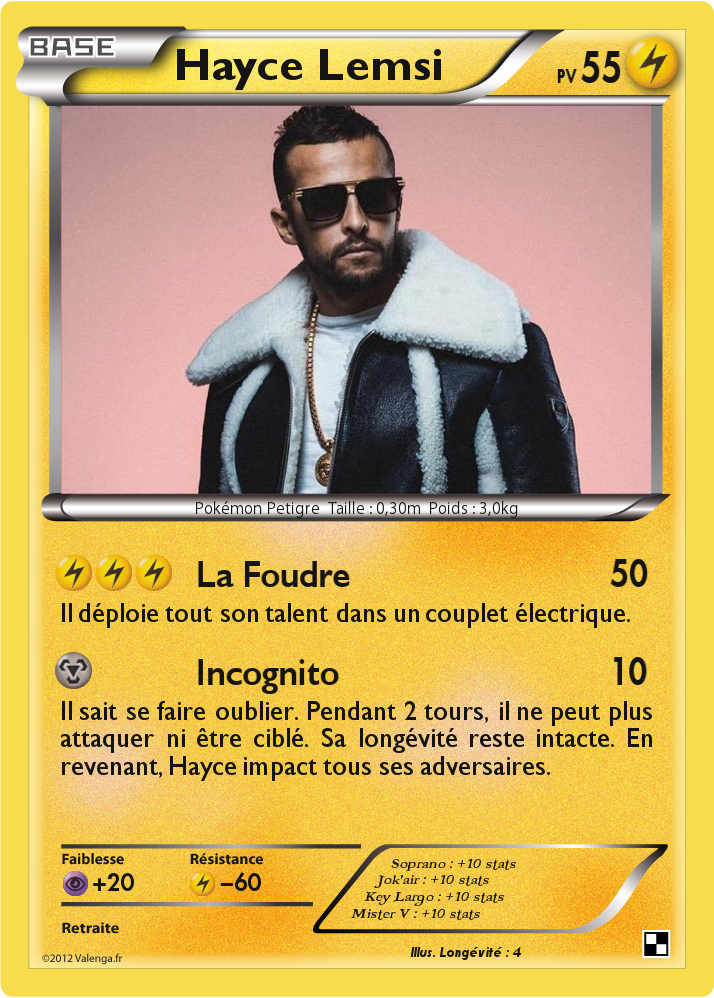 BASE
Hayce Lemsi
PV 55
Pokémon Petigre Taille : 0,30m Poids : 3,0kg
La Foudre 50
Il déploie tout son talent dans un couplet électrique.
Incognito 10
Il sait se faire oublier. Pendant 2 tours, il ne peut plus
attaquer ni être ciblé. Sa longévité reste intacte. En
revenant, Hayce impact tous ses adversaires.
Faiblesse
+20
Résistance
–60
Retraite
Soprano : +10 stats
Jok'air : +10 stats
Key Largo : +10 stats
Mister V : +10 stats
Illus. Longévité : 4
©2012 Valenga.fr